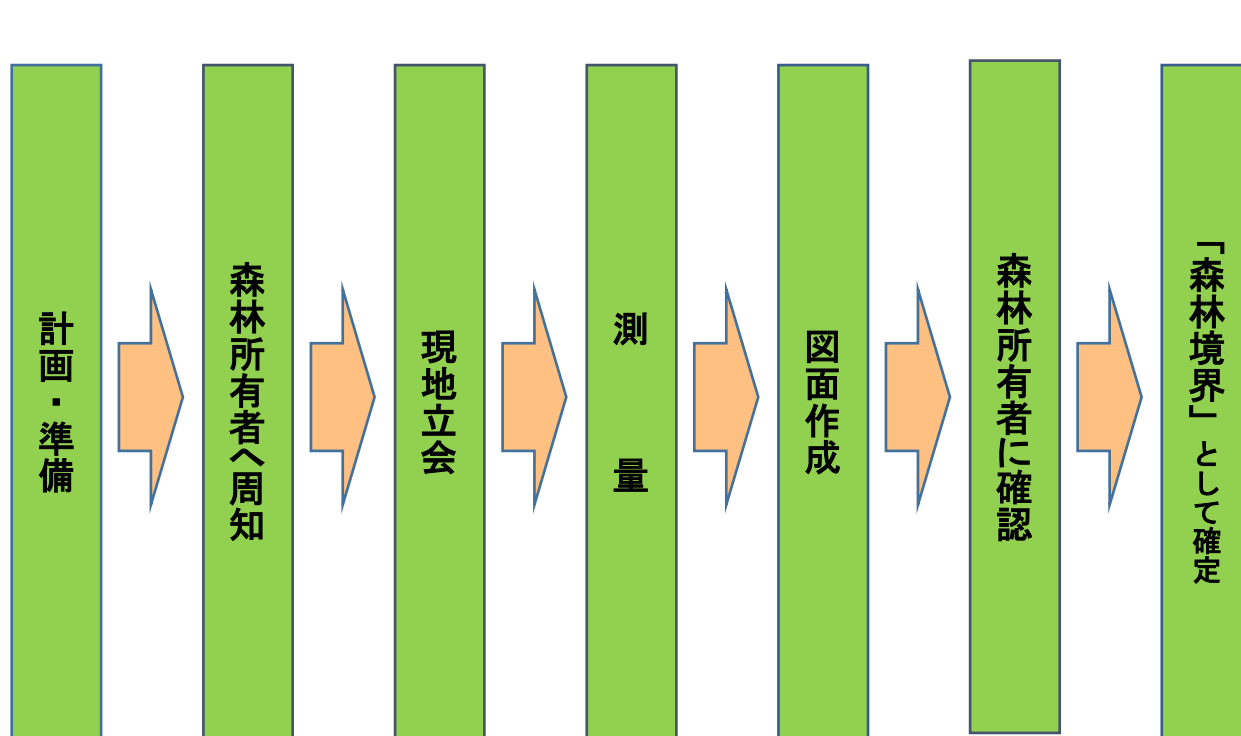 計画・準備
森林所有者へ周知
現地立会
測　量
図面作成
森林所有者に確認
「森林境界」として確定